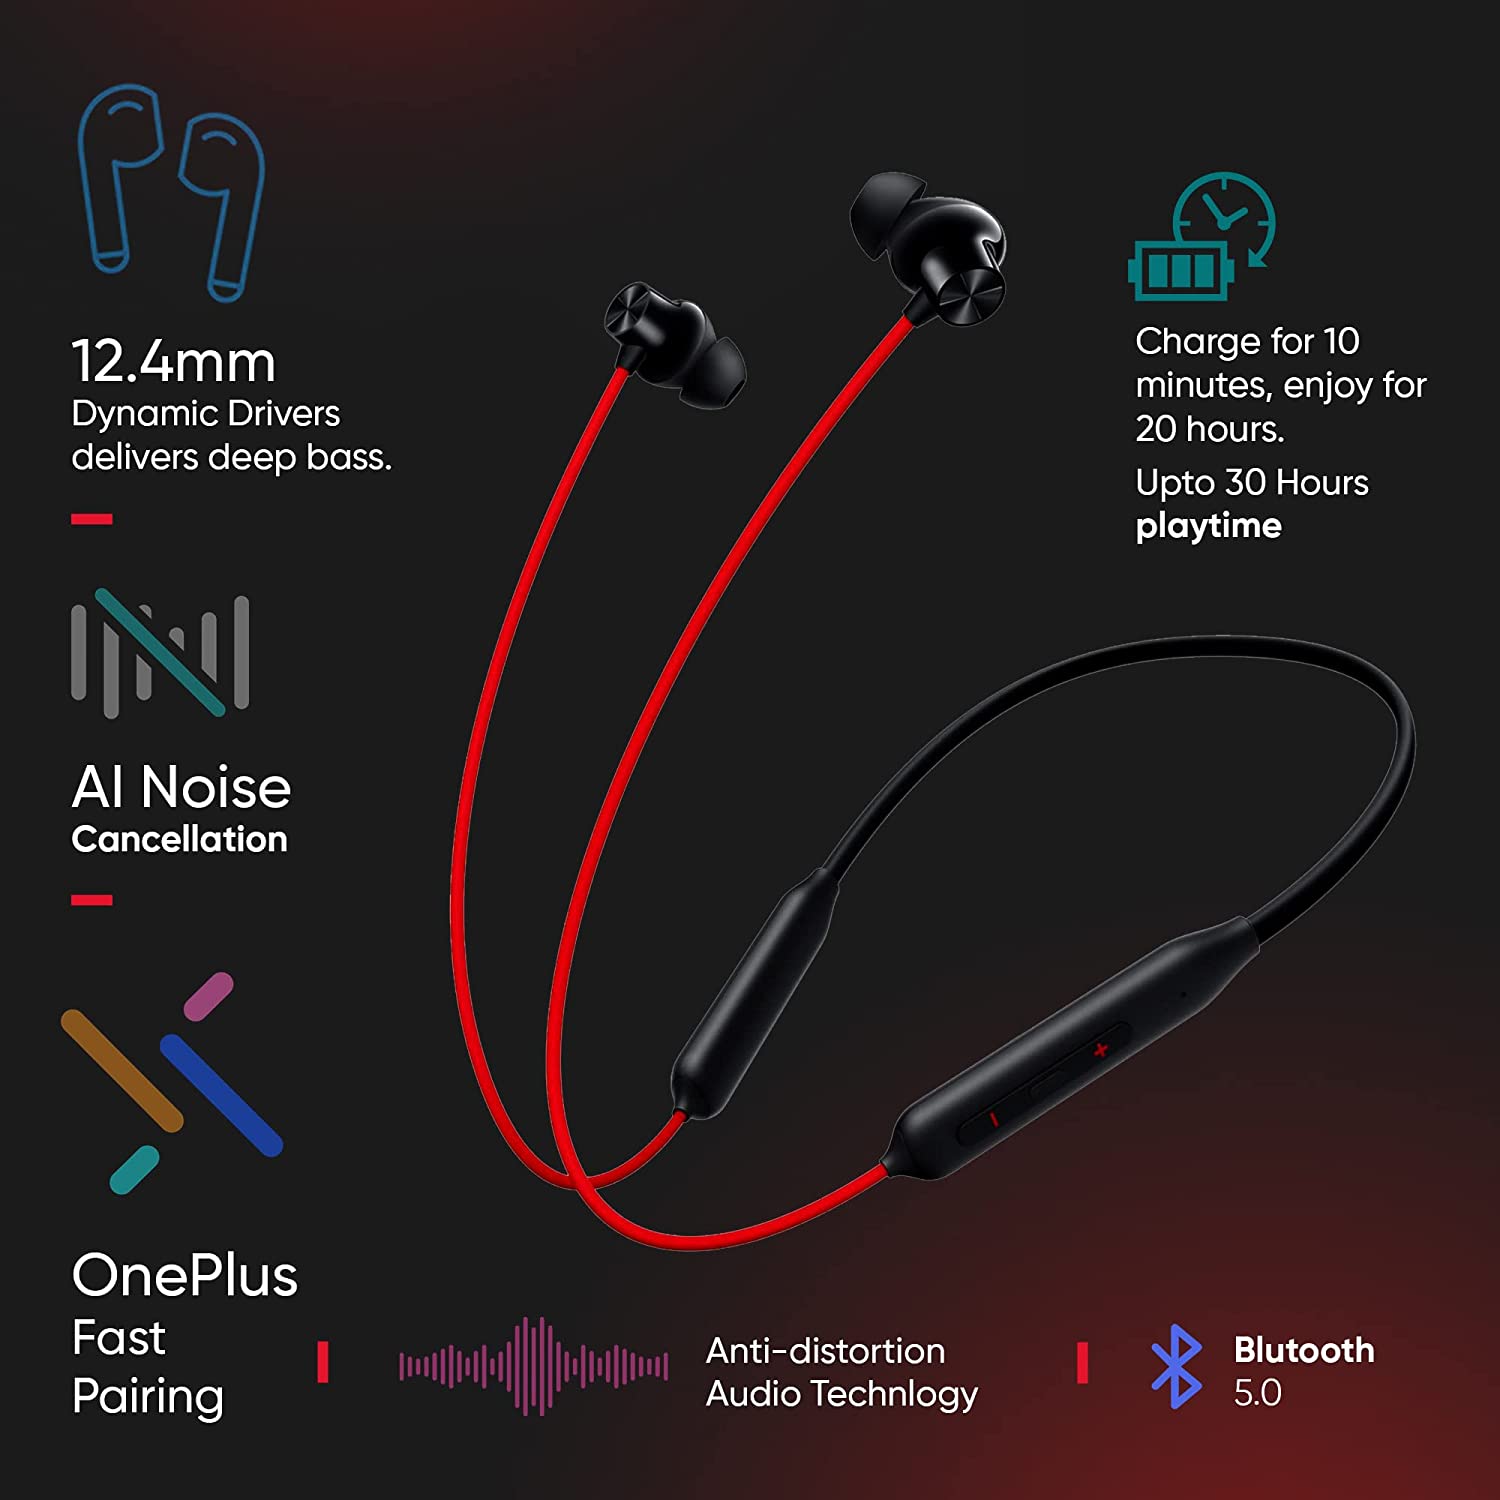 12.4mm
Dynamic Drivers
delivers deep bass.
Charge for 10
minutes, enjoy for
20 hours.
Upto 30 Hours
playtime
AI Noise
Cancellation
OnePlus
Fast
Pairing
Anti-distortion
Audio Technlogy
Blutooth
5.0